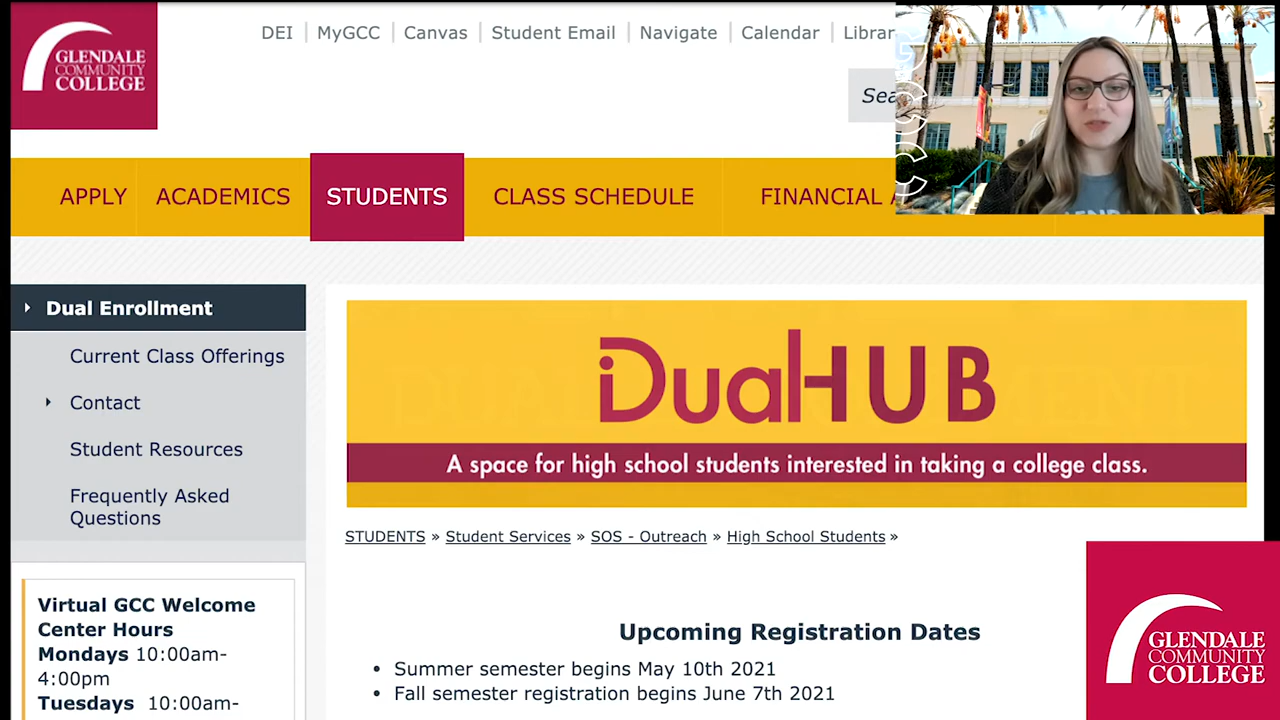 GLENDALE
COMMUNITY
COLLEGE
DEI
MyGCC
Canvas
Student Email
Navigate
Calendar
APPLY
ACADEMICS
STUDENTS
CLASS SCHEDULE
FINANCIAL
GCC
Dual Enrollment
Current Class Offerings
Contact
Student Resources
Frequently Asked
Questions
Virtual GCC Welcome
Center Hours
Mondays 10:00am-
4:00pm
Tuesdays 10:00am-
iDualHUB
A space for high school students interested in taking a college class.
STUDENTS » Student Services » SOS - Outreach » High School Students »
Upcoming Registration Dates
• Summer semester begins May 10th 2021
• Fall semester registration begins June 7th 2021
GLENDALE
COMMUNITY
COLLEGE